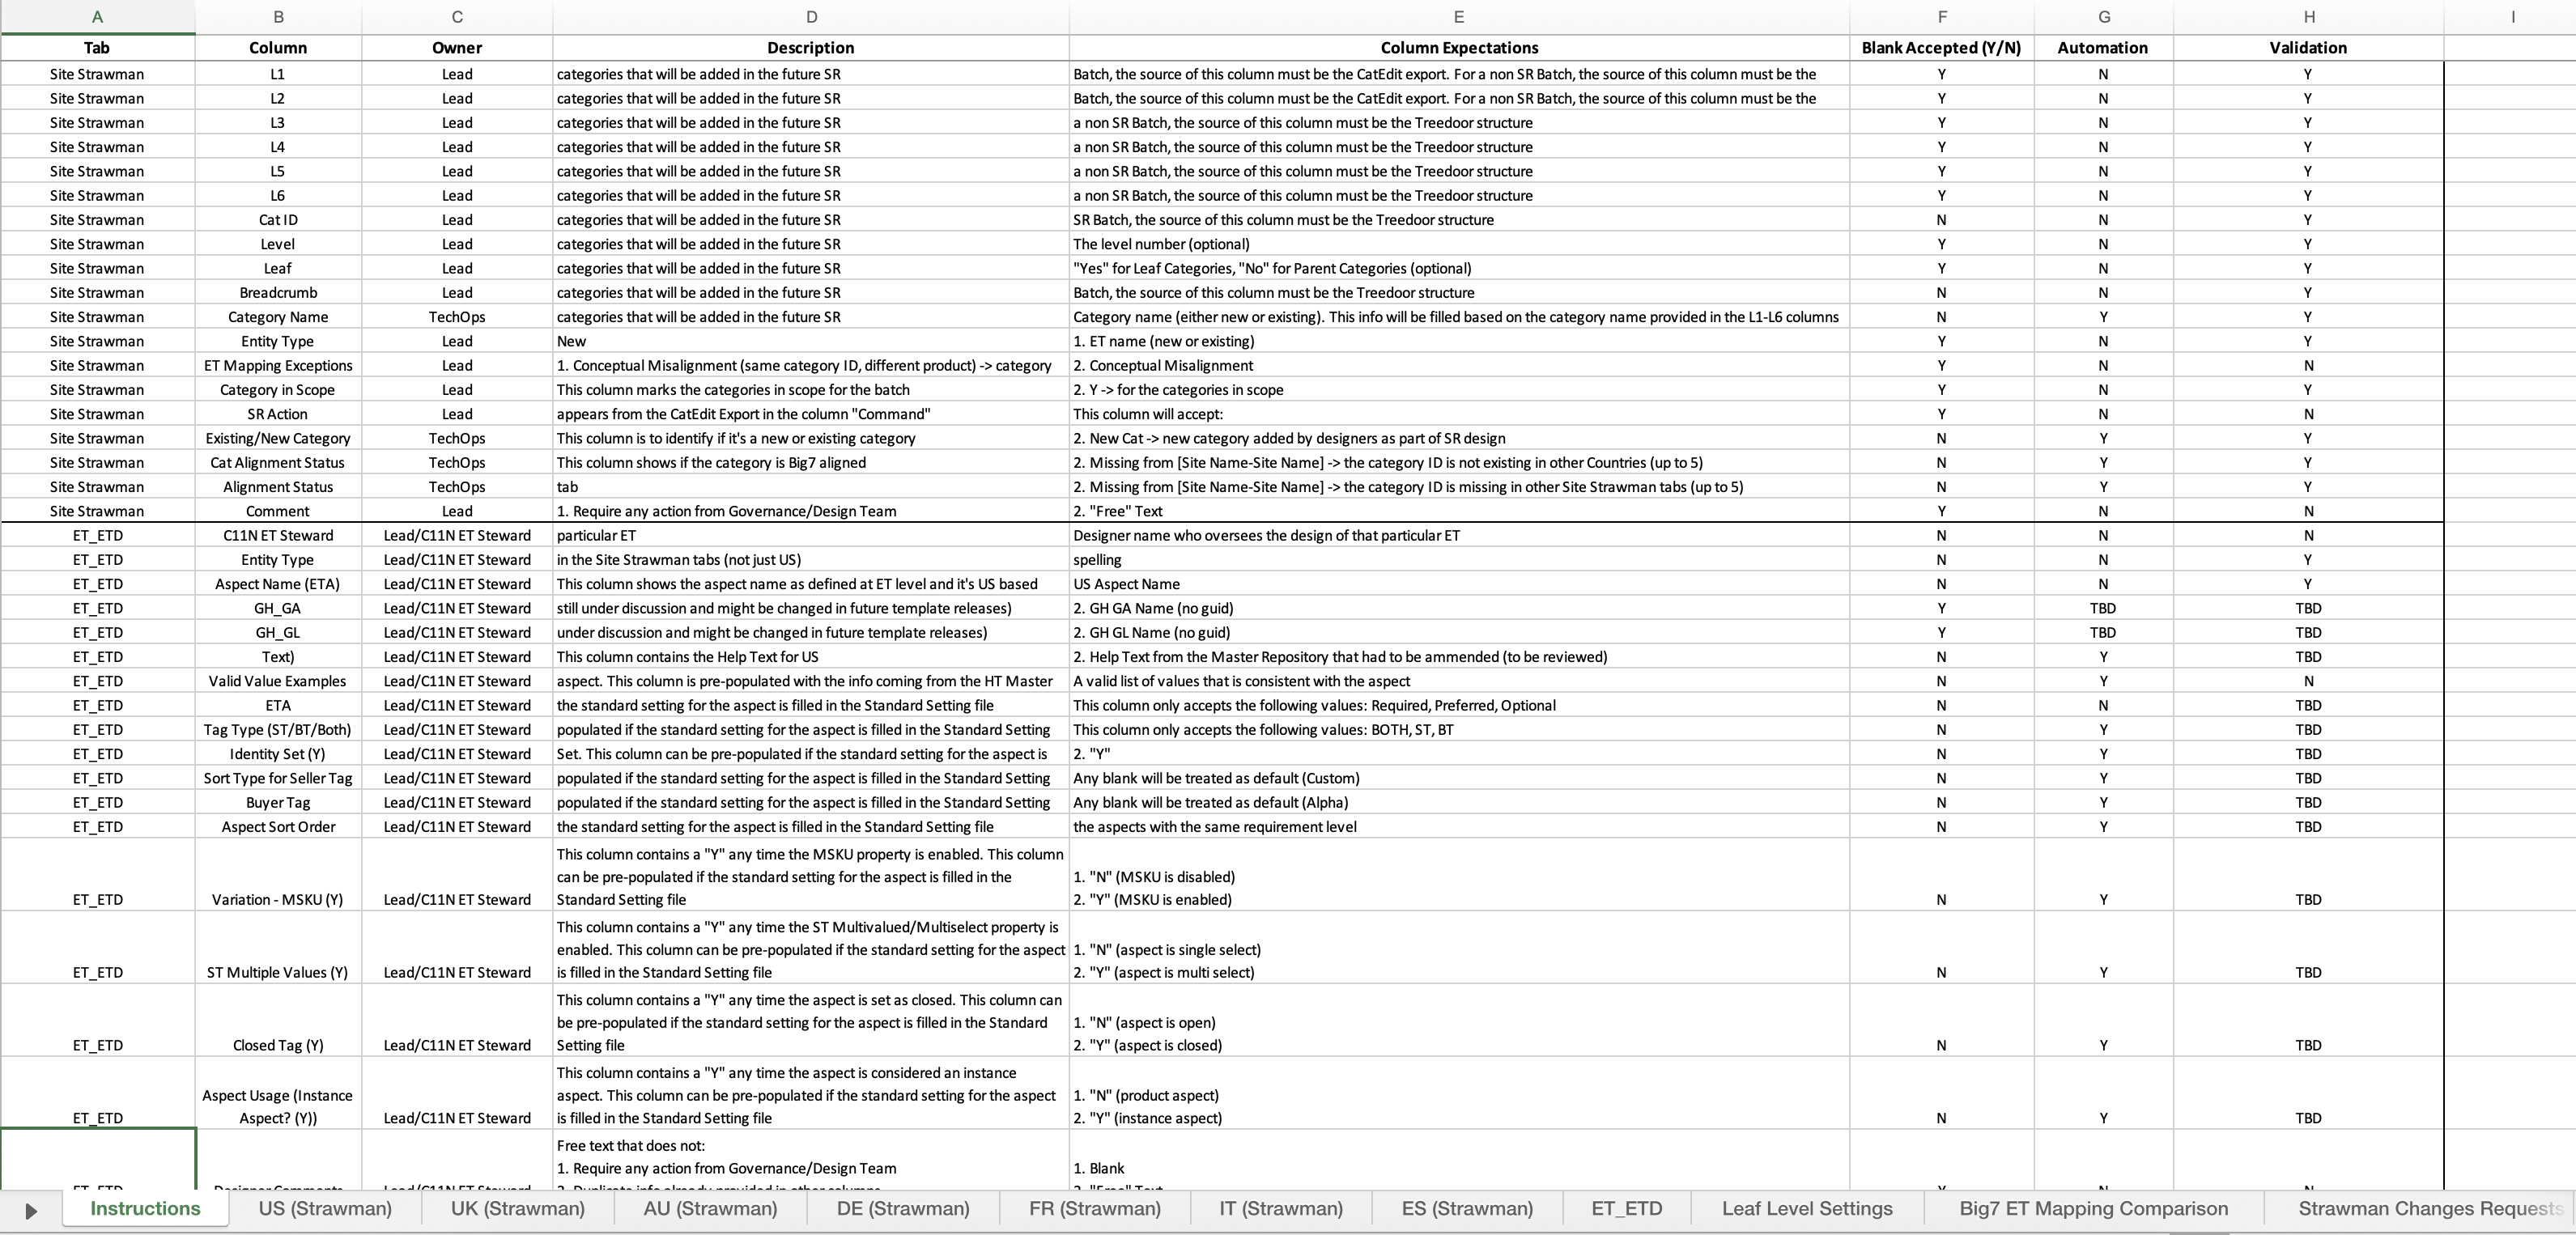 A B C D E F G H I
Tab Column Owner Description Column Expectations Blank Accepted (Y/N) Automation Validation
Site Strawman L1 Lead categories that will be added in the future SR Batch, the source of this column must be the CatEdit export. For a non SR Batch, the source of this column must be the Y N Y
Site Strawman L2 Lead categories that will be added in the future SR Batch, the source of this column must be the CatEdit export. For a non SR Batch, the source of this column must be the Y N Y
Site Strawman L3 Lead categories that will be added in the future SR a non SR Batch, the source of this column must be the Treedoor structure Y N Y
Site Strawman L4 Lead categories that will be added in the future SR a non SR Batch, the source of this column must be the Treedoor structure Y N Y
Site Strawman L5 Lead categories that will be added in the future SR a non SR Batch, the source of this column must be the Treedoor structure Y N Y
Site Strawman L6 Lead categories that will be added in the future SR a non SR Batch, the source of this column must be the Treedoor structure Y N Y
Site Strawman Cat ID Lead categories that will be added in the future SR SR Batch, the source of this column must be the Treedoor structure N N Y
Site Strawman Level Lead categories that will be added in the future SR The level number (optional) Y N Y
Site Strawman Leaf Lead categories that will be added in the future SR "Yes" for Leaf Categories, "No" for Parent Categories (optional) Y N Y
Site Strawman Breadcrumb Lead categories that will be added in the future SR Batch, the source of this column must be the Treedoor structure N N Y
Site Strawman Category Name TechOps categories that will be added in the future SR Category name (either new or existing). This info will be filled based on the category name provided in the L1-L6 columns N Y Y
Site Strawman Entity Type Lead New 1. ET name (new or existing) Y N Y
Site Strawman ET Mapping Exceptions Lead 1. Conceptual Misalignment (same category ID, different product) -> category 2. Conceptual Misalignment Y N N
Site Strawman Category in Scope Lead This column marks the categories in scope for the batch 2. Y -> for the categories in scope Y N Y
Site Strawman SR Action Lead appears from the CatEdit Export in the column "Command" This column will accept: Y N N
Site Strawman Existing/New Category TechOps This column is to identify if it's a new or existing category 2. New Cat -> new category added by designers as part of SR design N Y Y
Site Strawman Cat Alignment Status TechOps This column shows if the category is Big7 aligned 2. Missing from [Site Name-Site Name] -> the category ID is not existing in other Countries (up to 5) N Y Y
Site Strawman Alignment Status TechOps tab 2. Missing from [Site Name-Site Name] -> the category ID is missing in other Site Strawman tabs (up to 5) N Y Y
Site Strawman Comment Lead 1. Require any action from Governance/Design Team 2. "Free" Text Y N N
ET_ETD C11N ET Steward Lead/C11N ET Steward particular ET Designer name who oversees the design of that particular ET N N N
ET_ETD Entity Type Lead/C11N ET Steward in the Site Strawman tabs (not just US) spelling N N Y
ET_ETD Aspect Name (ETA) Lead/C11N ET Steward This column shows the aspect name as defined at ET level and it's US based US Aspect Name N N Y
ET_ETD GH_GA Lead/C11N ET Steward still under discussion and might be changed in future template releases) 2. GH GA Name (no guid) Y TBD TBD
ET_ETD GH_GL Lead/C11N ET Steward under discussion and might be changed in future template releases) 2. GH GL Name (no guid) Y TBD TBD
ET_ETD Text) Lead/C11N ET Steward This column contains the Help Text for US 2. Help Text from the Master Repository that had to be ammended (to be reviewed) N Y TBD
ET_ETD Valid Value Examples Lead/C11N ET Steward aspect. This column is pre-populated with the info coming from the HT Master A valid list of values that is consistent with the aspect N Y N
ET_ETD ETA Lead/C11N ET Steward the standard setting for the aspect is filled in the Standard Setting file This column only accepts the following values: Required, Preferred, Optional N N TBD
ET_ETD Tag Type (ST/BT/Both) Lead/C11N ET Steward populated if the standard setting for the aspect is filled in the Standard Setting This column only accepts the following values: BOTH, ST, BT N Y TBD
ET_ETD Identity Set (Y) Lead/C11N ET Steward Set. This column can be pre-populated if the standard setting for the aspect is 2. "Y" N Y TBD
ET_ETD Sort Type for Seller Tag Lead/C11N ET Steward populated if the standard setting for the aspect is filled in the Standard Setting Any blank will be treated as default (Custom) N Y TBD
ET_ETD Buyer Tag Lead/C11N ET Steward populated if the standard setting for the aspect is filled in the Standard Setting Any blank will be treated as default (Alpha) N Y TBD
ET_ETD Aspect Sort Order Lead/C11N ET Steward the standard setting for the aspect is filled in the Standard Setting file the aspects with the same requirement level N Y TBD
This column contains a "Y" any time the MSKU property is enabled. This column
can be pre-populated if the standard setting for the aspect is filled in the 1. "N" (MSKU is disabled)
ET_ETD Variation - MSKU (Y) Lead/C11N ET Steward Standard Setting file 2. "Y" (MSKU is enabled) N Y TBD
This column contains a "Y" any time the ST Multivalued/Multiselect property is
enabled. This column can be pre-populated if the standard setting for the aspect 1. "N" (aspect is single select)
ET_ETD ST Multiple Values (Y) Lead/C11N ET Steward is filled in the Standard Setting file 2. "Y" (aspect is multi select) N Y TBD
This column contains a "Y" any time the aspect is set as closed. This column can
be pre-populated if the standard setting for the aspect is filled in the Standard 1. "N" (aspect is open)
ET_ETD Closed Tag (Y) Lead/C11N ET Steward Setting file 2. "Y" (aspect is closed) N Y TBD
This column contains a "Y" any time the aspect is considered an instance
Aspect Usage (Instance aspect. This column can be pre-populated if the standard setting for the aspect 1. "N" (product aspect)
ET_ETD Aspect? (Y)) Lead/C11N ET Steward is filled in the Standard Setting file 2. "Y" (instance aspect) N Y TBD
Free text that does not:
1. Require any action from Governance/Design Team 1. Blank
Instructions US (Strawman) UK (Strawman) AU (Strawman) DE (Strawman) FR (Strawman) IT (Strawman) ES (Strawman) ET_ETD Leaf Level Settings Big7 ET Mapping Comparison Strawman Changes Requests